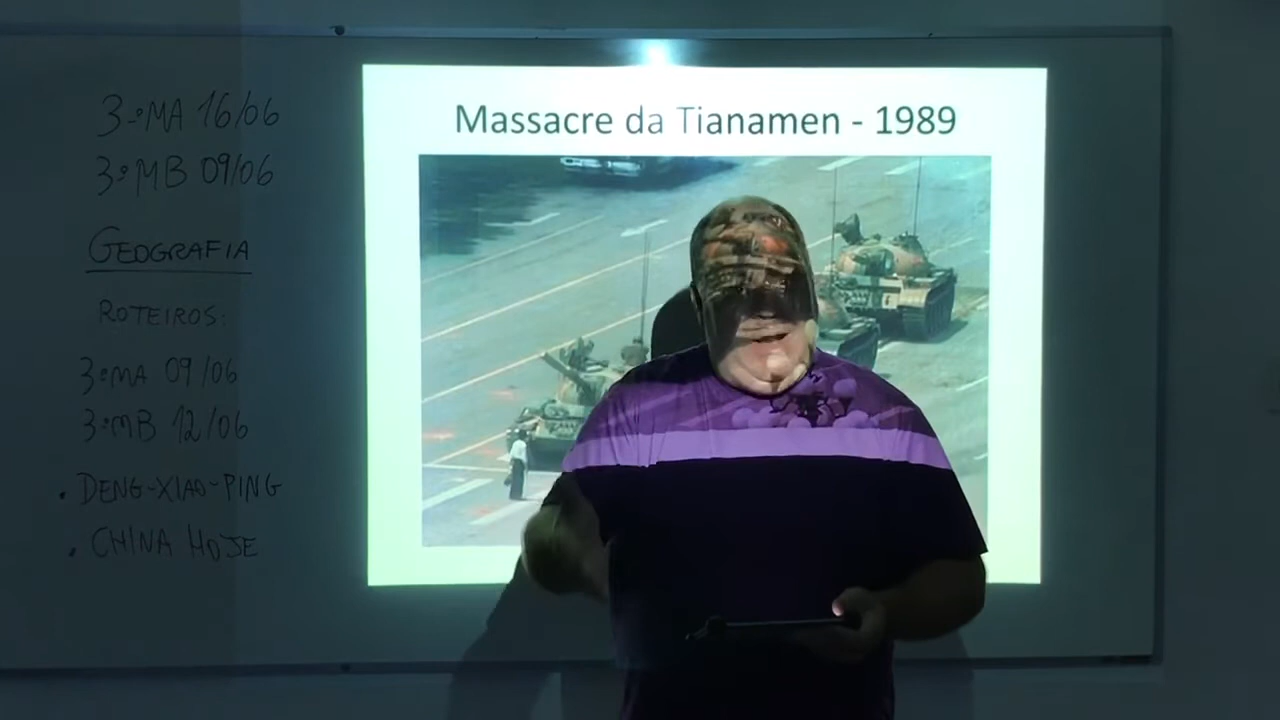 3ºMA 16/06
3ºMB 09/06
GEOGRAFIA
ROTEIROS:
3ºMA 09/06
3ºMB 12/06
• DENG-XIAO-PING
• CHINA HOJE
Massacre da Tianamen - 1989